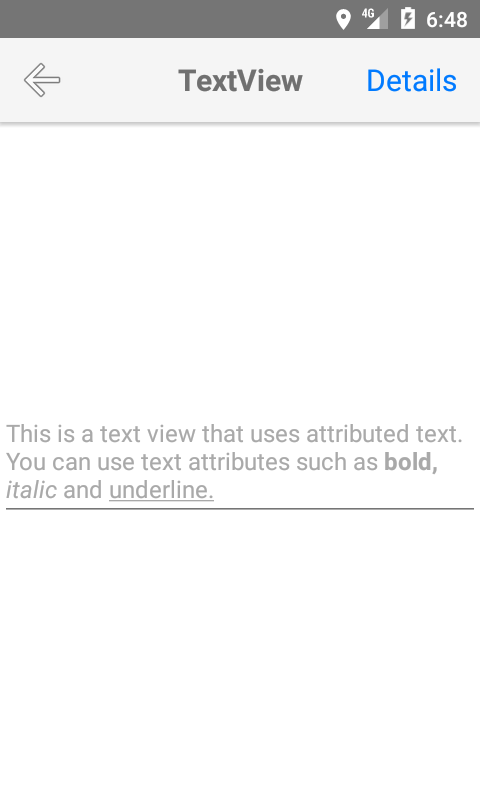 4G 6:48
TextView Details
This is a text view that uses attributed text.
You can use text attributes such as bold,
italic and underline.